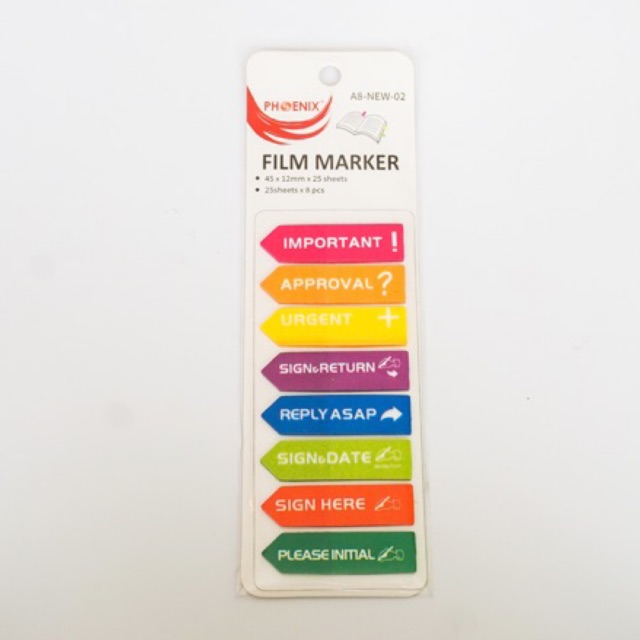 PHOENIX
A8-NEW-02
FILM MARKER
45 x 12mm x 25 sheets
25sheets x 8 pcs
IMPORTANT !
APPROVAL ?
URGENT +
SIGN&RETURN
REPLY ASAP
SIGN&DATE
SIGN HERE
PLEASE INITIAL